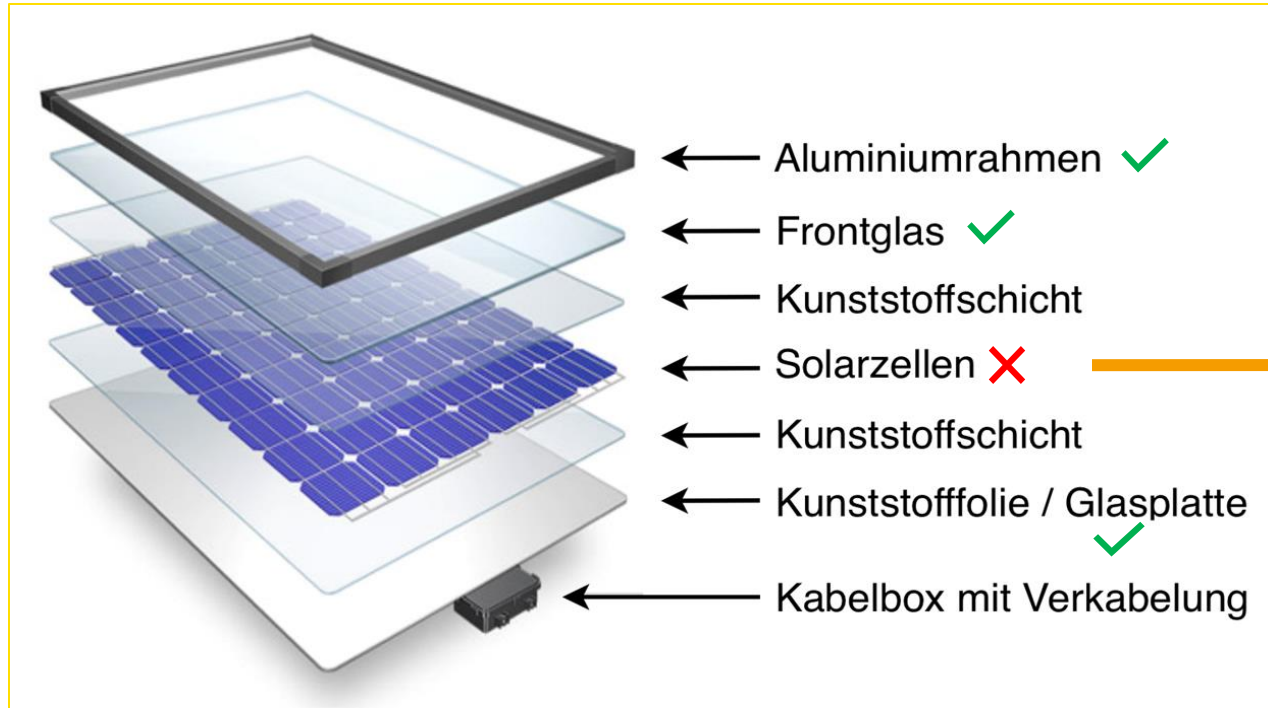 Aluminiumrahmen
Frontglas
Kunststoffschicht
Solarzellen
Kunststoffschicht
Kunststofffolie / Glasplatte
Kabelbox mit Verkabelung